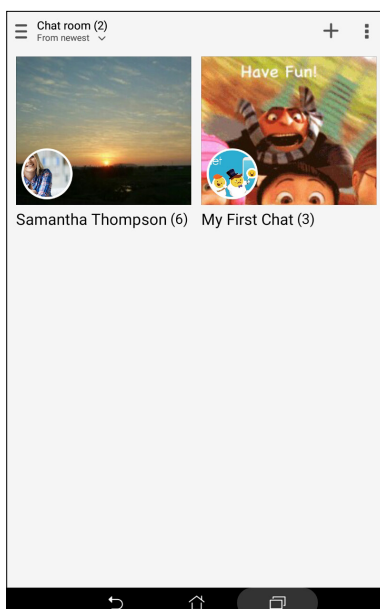 Chat room (2)
From newest
Have Fun!
Samantha Thompson (6)
My First Chat (3)